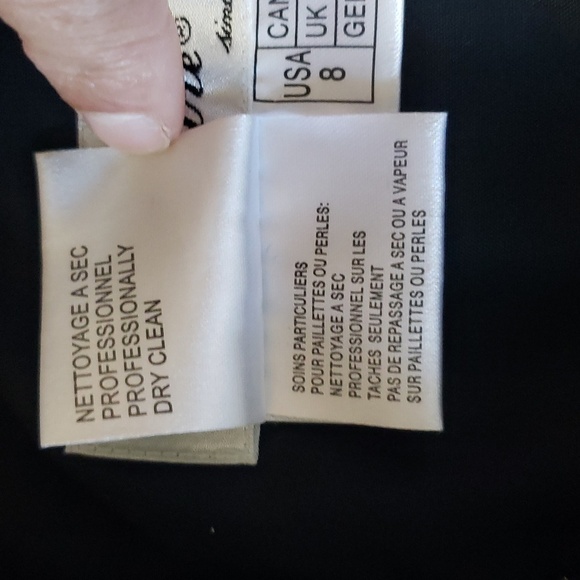 since
USA
8
CAN
UK
NETTOYAGE A SEC
PROFESSIONNEL
PROFESSIONALLY
DRY CLEAN
SOINS PARTICULIERS
POUR PAILLETTES OU PERLES:
NETTOYAGE A SEC
PROFESSIONNEL SUR LES
TACHES SEULEMENT
PAS DE REPASSAGE A SEC OU A VAPEUR
SUR PAILLETTES OU PERLES